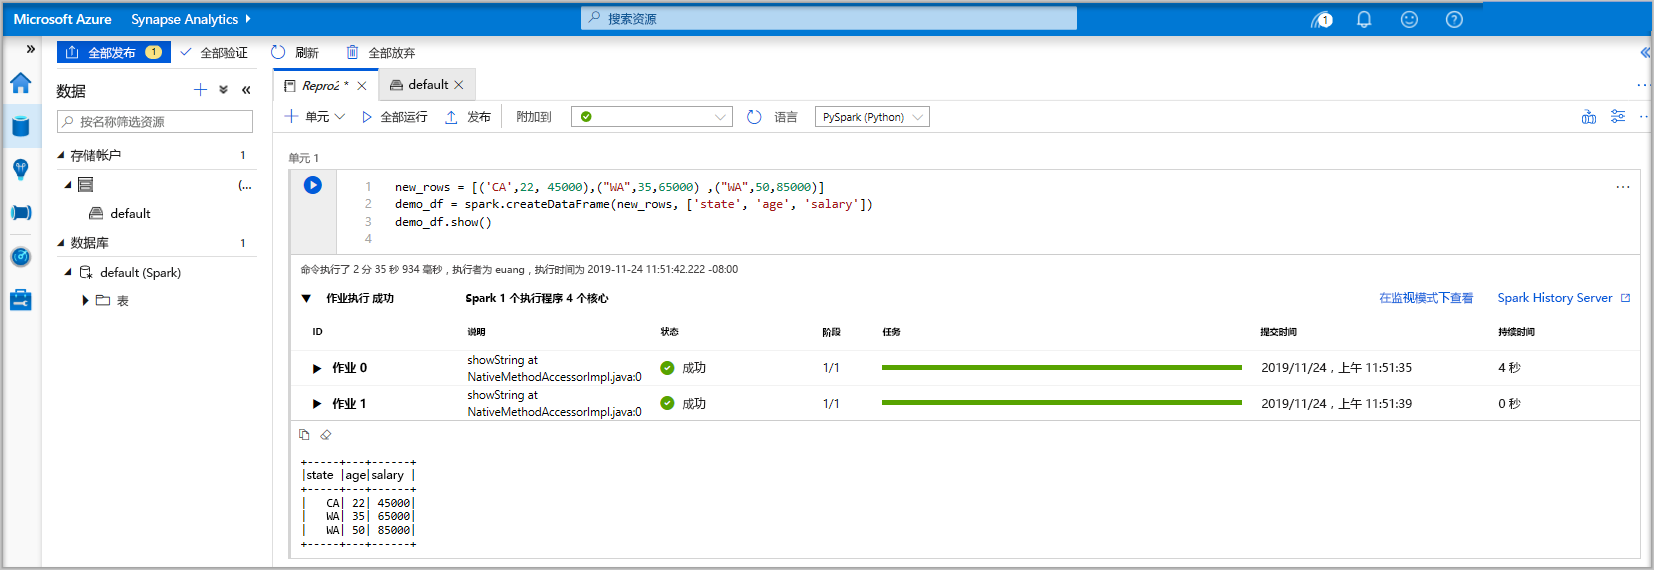 Microsoft Azure Synapse Analytics 搜索资源 1
全部发布 1 全部验证 刷新 全部放弃
数据
按名称筛选资源
存储帐户 1
(...
default
数据库 1
default (Spark)
表
Repro2 * default
单元 全部运行 发布 附加到 语言 PySpark (Python)
单元 1
1 new_rows = [('CA',22, 45000),("WA",35,65000) ,("WA",50,85000)]
2 demo_df = spark.createDataFrame(new_rows, ['state', 'age', 'salary'])
3 demo_df.show()
4
命令执行了 2 分 35 秒 934 毫秒，执行者为 euang，执行时间为 2019-11-24 11:51:42.222 -08:00
作业执行 成功 Spark 1 个执行程序 4 个核心 在监视模式下查看 Spark History Server
ID 说明 状态 阶段 任务 提交时间 持续时间
作业 0 showString at NativeMethodAccessorImpl.java:0 成功 1/1 2019/11/24，上午 11:51:35 4 秒
作业 1 showString at NativeMethodAccessorImpl.java:0 成功 1/1 2019/11/24，上午 11:51:39 0 秒
+-----+---+------+
|state |age|salary |
+-----+---+------+
|   CA| 22| 45000|
|   WA| 35| 65000|
|   WA| 50| 85000|
+-----+---+------+